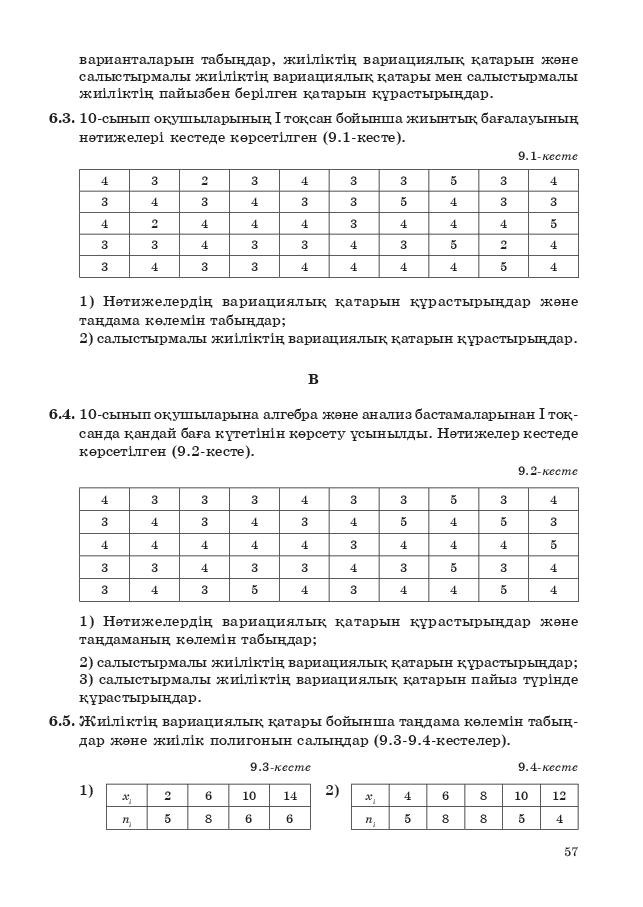 варианталарын табыңдар, жиіліктің вариациялық қатарын және
салыстырмалы жиіліктің вариациялық қатары мен салыстырмалы
жиіліктің пайызбен берілген қатарын құрастырыңдар.
6.3. 10-сынып оқушыларының І тоқсан бойынша жиынтық бағалауының
нәтижелері кестеде көрсетілген (9.1-кесте).
9.1-кесте
4 3 2 3 4 3 3 5 3 4
3 4 3 4 3 3 5 4 3 3
4 2 4 4 4 3 4 4 4 5
3 3 4 3 3 4 3 5 2 4
3 4 3 3 4 4 4 4 5 4
1) Нәтижелердің вариациялық қатарын құрастырыңдар және
таңдама көлемін табыңдар;
2) салыстырмалы жиіліктің вариациялық қатарын құрастырыңдар.
В
6.4. 10-сынып оқушыларына алгебра және анализ бастамаларынан І тоқ-
санда қандай баға күтетінін көрсету ұсынылды. Нәтижелер кестеде
көрсетілген (9.2-кесте).
9.2-кесте
4 3 3 3 4 3 3 5 3 4
3 4 3 4 3 4 5 4 5 3
4 4 4 4 4 3 4 4 4 5
3 3 4 3 3 4 3 5 3 4
3 4 3 5 4 3 4 4 5 4
1) Нәтижелердің вариациялық қатарын құрастырыңдар және
таңдаманың көлемін табыңдар;
2) салыстырмалы жиіліктің вариациялық қатарын құрастырыңдар;
3) салыстырмалы жиіліктің вариациялық қатарын пайыз түрінде
құрастырыңдар.
6.5. Жиіліктің вариациялық қатары бойынша таңдама көлемін табың-
дар және жиілік полигонын салыңдар (9.3-9.4-кестелер).
9.3-кесте
1) xi 2 6 10 14
ni 5 8 6 6
9.4-кесте
2) xi 4 6 8 10 12
ni 5 8 8 5 4
57